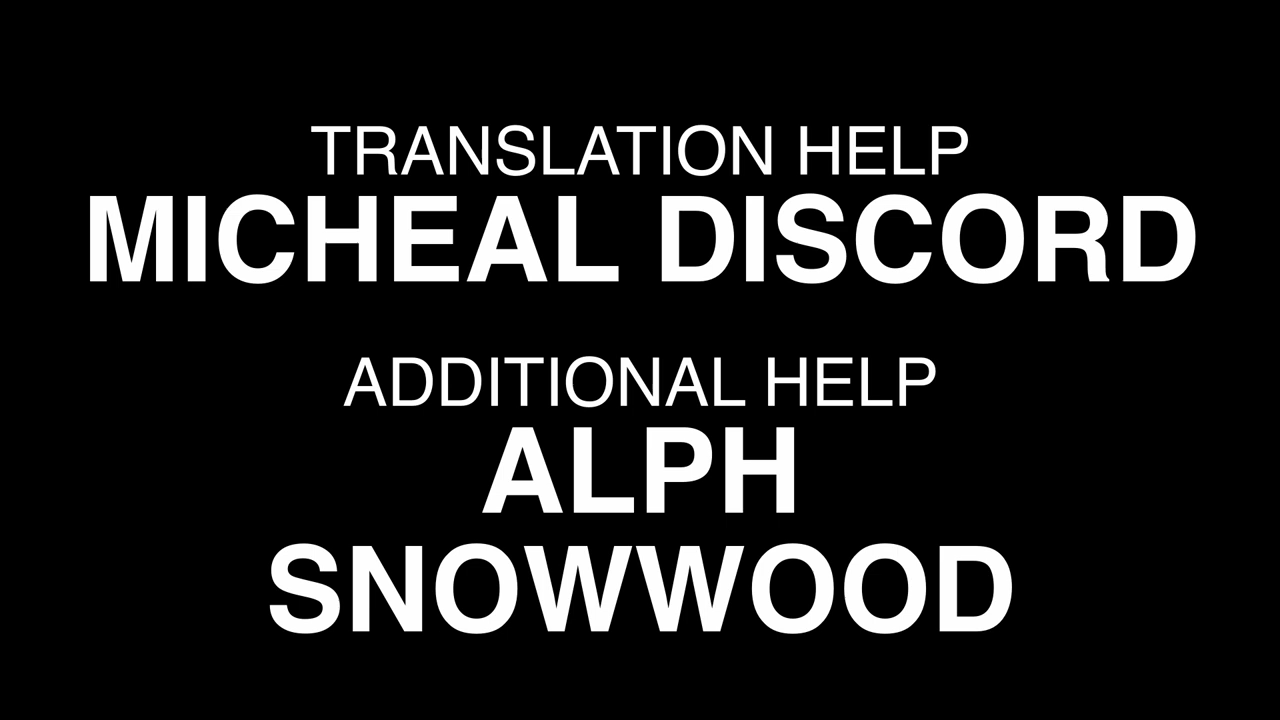 TRANSLATION HELP
MICHEAL DISCORD
ADDITIONAL HELP
ALPH
SNOWWOOD